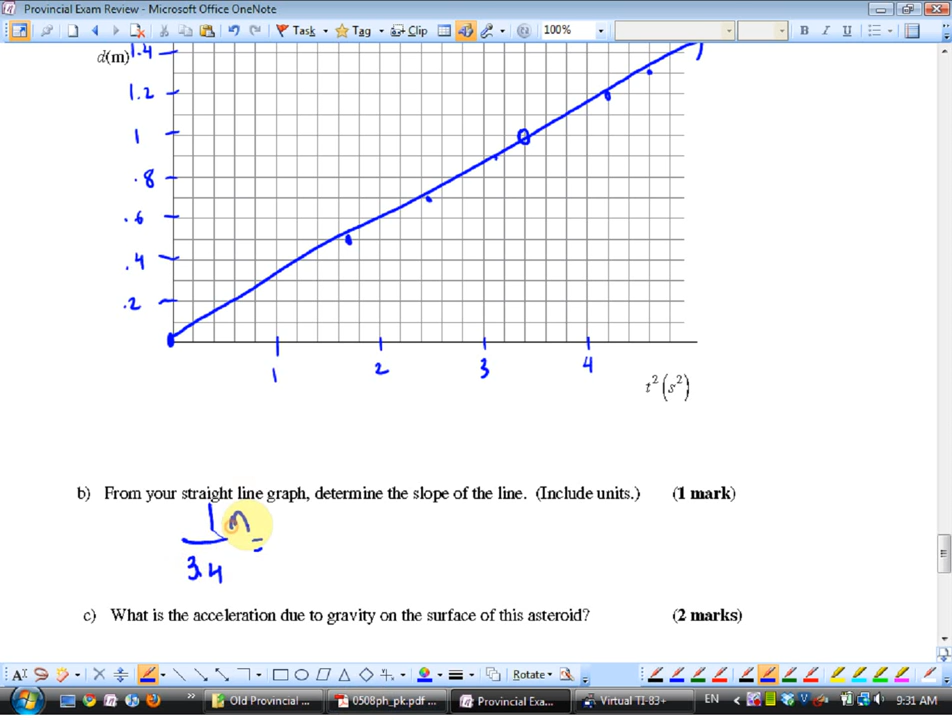 Provincial Exam Review - Microsoft Office OneNote
Task Tag Clip 100% B I U
d(m) 1.4
1.2
1
.8
.6
.4
.2
1 2 3 4
t² (s²)
b) From your straight line graph, determine the slope of the line. (Include units.) (1 mark)
1 m
=
3.4
c) What is the acceleration due to gravity on the surface of this asteroid? (2 marks)
Rotate
Old Provincial ... 0508ph_pk.pdf ... Provincial Exa... Virtual TI-83+ EN 9:31 AM